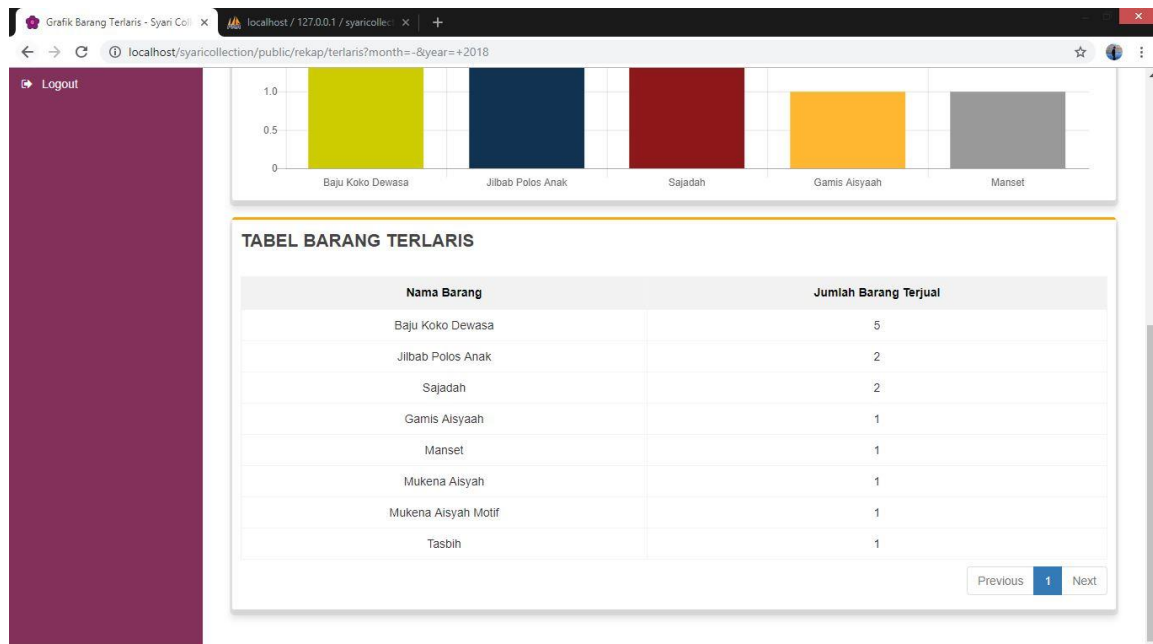 Grafik Barang Terlaris - Syari Coll
localhost / 127.0.0.1 / syaricollect
localhost/syaricollection/public/rekap/terlaris?month=-&year=+2018
Logout
1.0
0.5
0
Baju Koko Dewasa Jilbab Polos Anak Sajadah Gamis Aisyaah Manset
TABEL BARANG TERLARIS
Nama Barang Jumlah Barang Terjual
Baju Koko Dewasa 5
Jilbab Polos Anak 2
Sajadah 2
Gamis Aisyaah 1
Manset 1
Mukena Aisyah 1
Mukena Aisyah Motif 1
Tasbih 1
Previous 1 Next